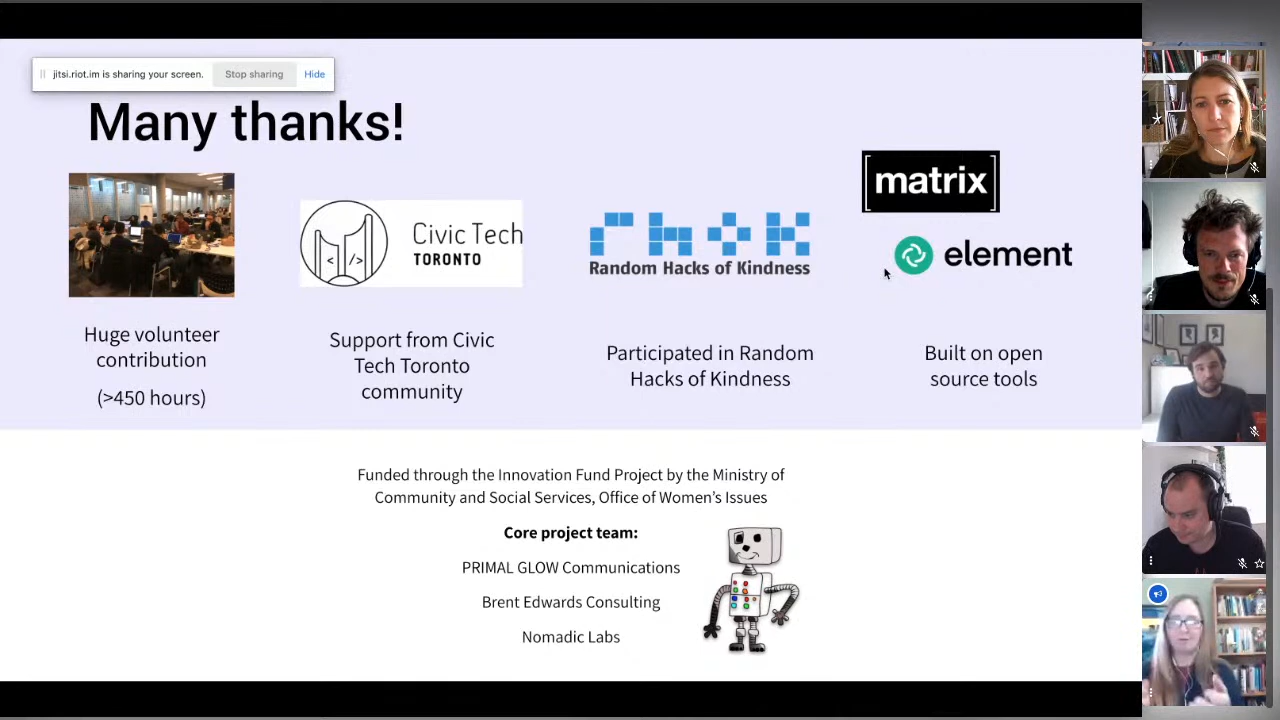 jitsi.riot.im is sharing your screen. Stop sharing Hide
Many thanks!
Civic Tech
TORONTO
Random Hacks of Kindness
[matrix]
element
Huge volunteer
contribution
(>450 hours)
Support from Civic
Tech Toronto
community
Participated in Random
Hacks of Kindness
Built on open
source tools
Funded through the Innovation Fund Project by the Ministry of
Community and Social Services, Office of Women's Issues
Core project team:
PRIMAL GLOW Communications
Brent Edwards Consulting
Nomadic Labs